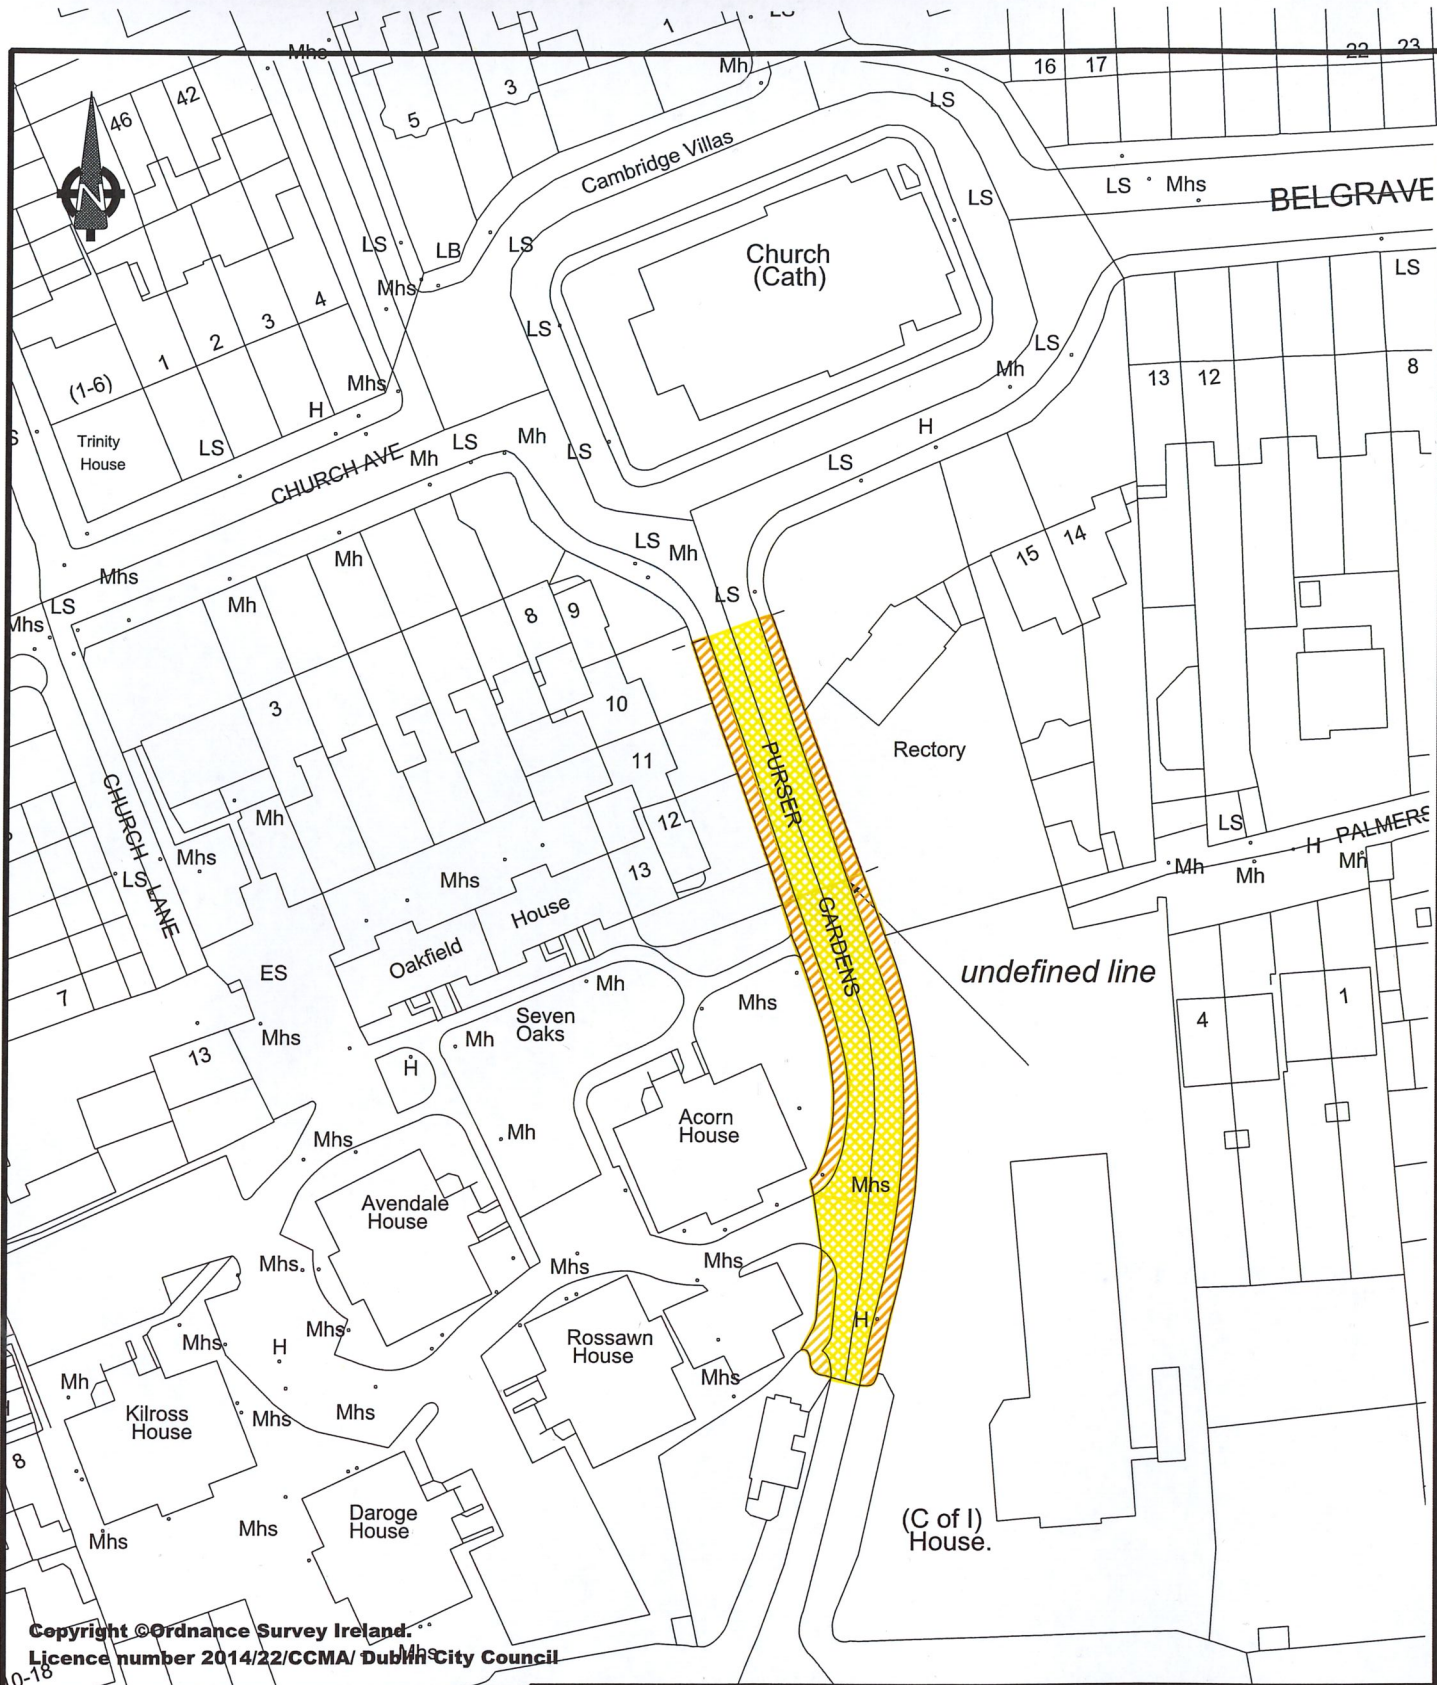 1
LS
Mhs
Mh
16
17
22
23
3
5
42
46
LS
N
Cambridge Villas
LS
Mhs
BELGRAVE
LS
LS
LB
LS
Church
(Cath)
LS
Mhs
4
3
2
1
LS
LS
(1-6)
Mhs
Mh
13
12
8
H
H
Trinity
House
LS
CHURCH AVE
Mh
LS
Mh
LS
LS
15
14
LS
Mh
Mh
Mhs
LS
Mh
LS
Mhs
8
9
10
3
PURSER
GARDENS
Rectory
11
12
13
CHURCH LANE
Mh
Mhs
LS
Mhs
LS
H
PALMERS
Mh
Mh
Mh
Oakfield
House
ES
7
Mh
Mhs
undefined line
Seven
Oaks
Mh
Mhs
4
1
13
H
Acorn
House
Mh
Mhs
Mhs
Avendale
House
Mhs
Mhs
Mhs
H
Mhs
Mhs
H
Rossawn
House
Mhs
Mh
Kilross
House
Mhs
Mhs
8
Daroge
House
Mhs
Mhs
(C of I)
House.
Copyright ©Ordnance Survey Ireland.
Licence number 2014/22/CCMA/ Dublin City Council
Mhs
0-18